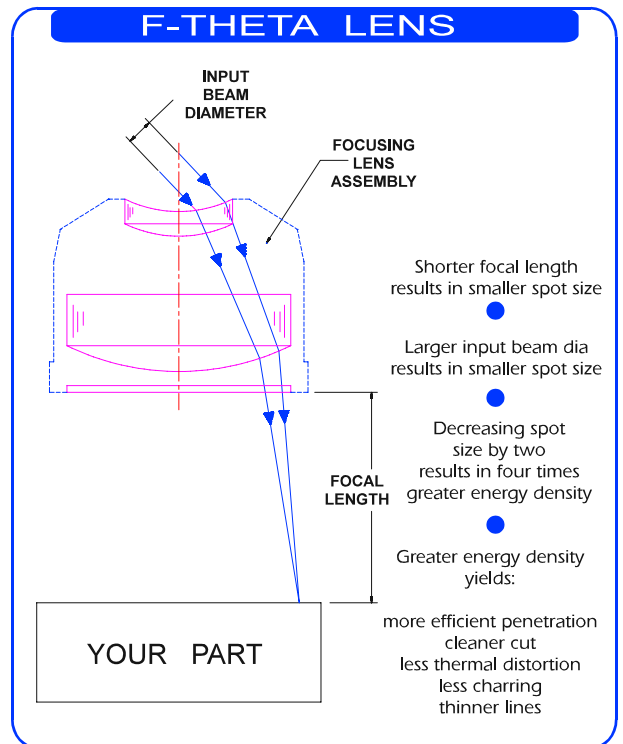 F-THETA LENS
INPUT
BEAM
DIAMETER
FOCUSING
LENS
ASSEMBLY
Shorter focal length
results in smaller spot size
Larger input beam dia
results in smaller spot size
Decreasing spot
size by two
results in four times
greater energy density
FOCAL
LENGTH
Greater energy density
yields:
more efficient penetration
cleaner cut
less thermal distortion
less charring
thinner lines
YOUR PART